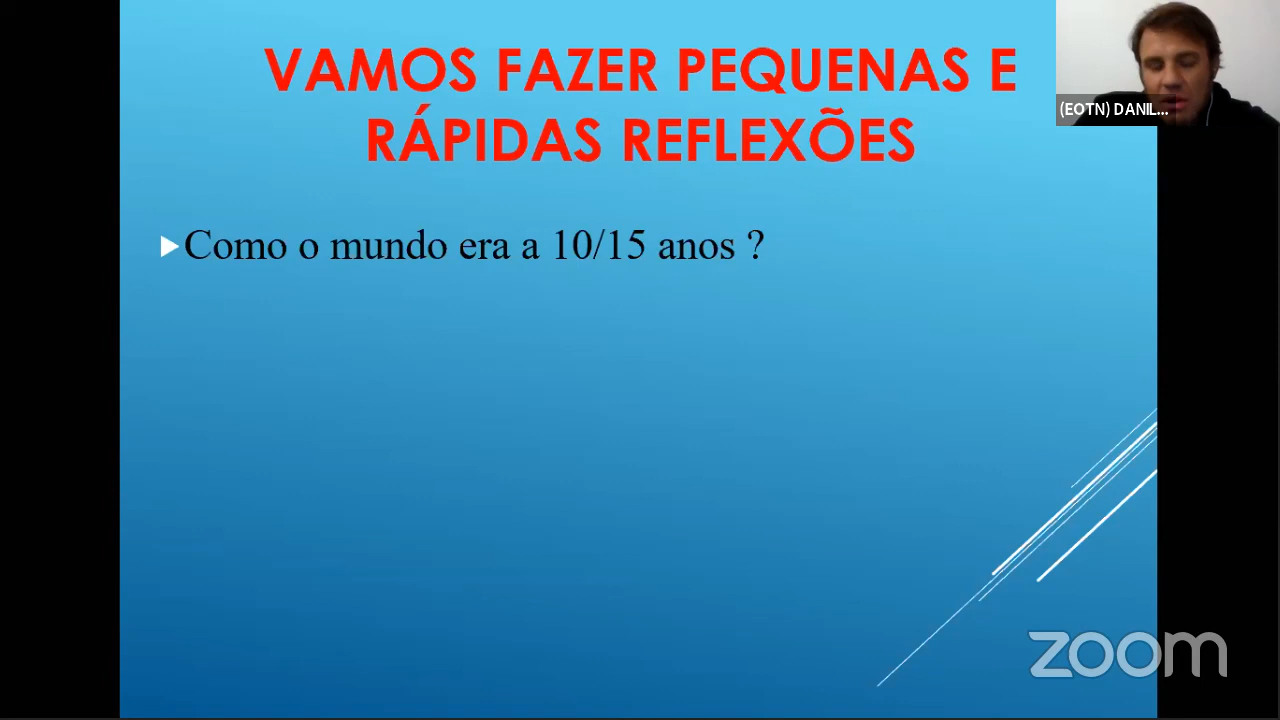 VAMOS FAZER PEQUENAS E
RÁPIDAS REFLEXÕES
(EOTN) DANIL...
Como o mundo era a 10/15 anos ?
zoom